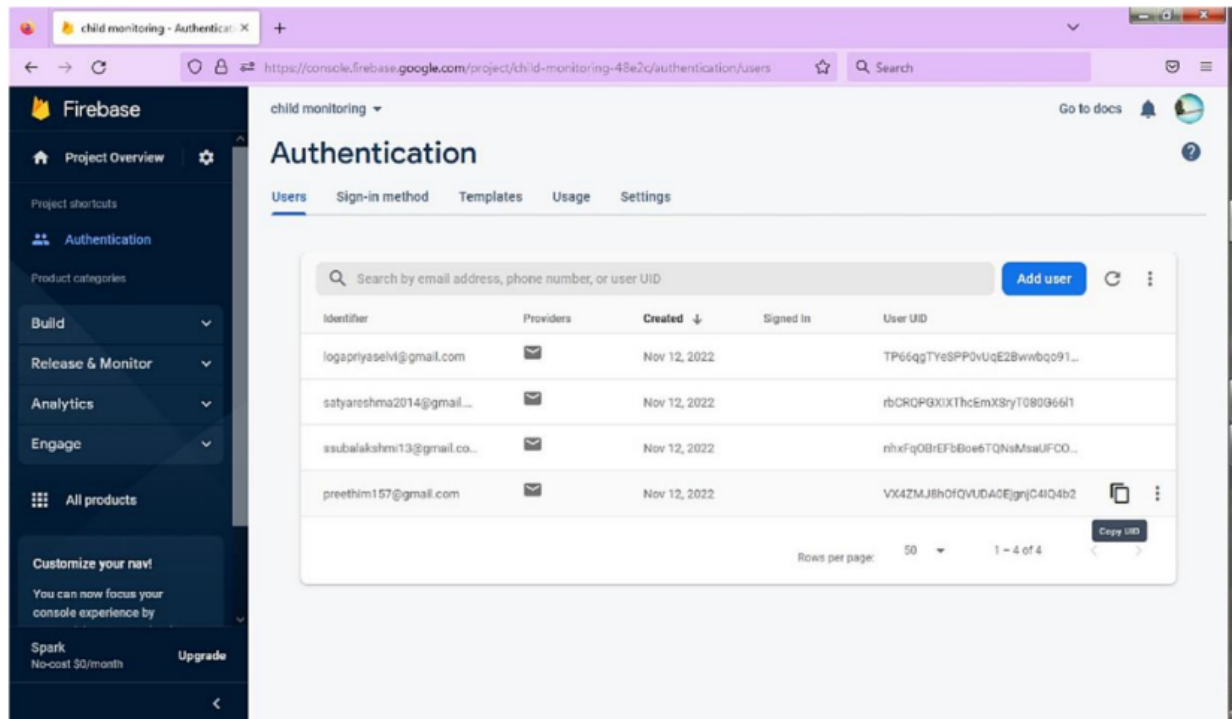 child monitoring - Authenticati
https://console.firebase.google.com/project/child-monitoring-48e2c/authentication/users
Search
Firebase
child monitoring
Go to docs
Project Overview
Authentication
Users Sign-in method Templates Usage Settings
Project shortcuts
Authentication
Product categories
Build
Release & Monitor
Analytics
Engage
All products
Customize your nav!
You can now focus your
console experience by
Spark
No-cost $0/month
Upgrade
Search by email address, phone number, or user UID
Add user
Identifier Providers Created Signed In User UID
logapriyaselvi@gmail.com Nov 12, 2022
satyareshma2014@gmail.... Nov 12, 2022
ssubalakshmi13@gmail.co... Nov 12, 2022
preethim157@gmail.com Nov 12, 2022
Copy UID
Rows per page: 50 1 – 4 of 4